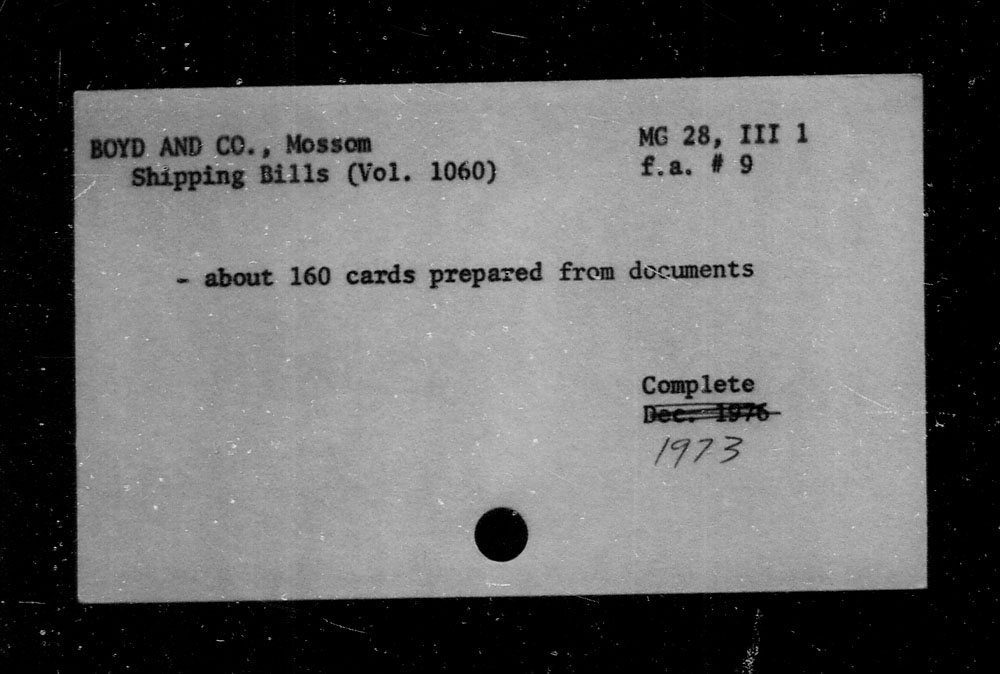 BOYD AND CO., Mossom
MG 28, III 1
Shipping Bills (Vol. 1060)
f.a. # 9
- about 160 cards prepared from documents
Complete
Dec. 1976
1973